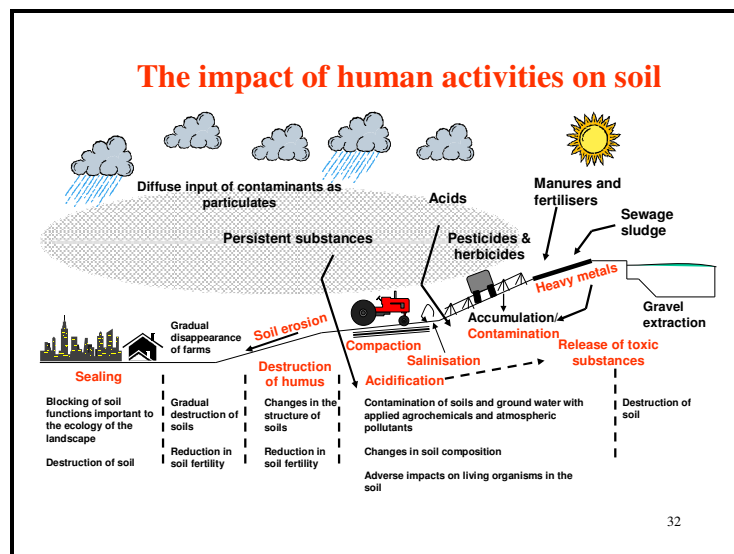 The impact of human activities on soil
Diffuse input of contaminants as
particulates
Acids
Manures and
fertilisers
Sewage
sludge
Persistent substances
Pesticides &
herbicides
Heavy metals
Gravel
extraction
Accumulation/
Contamination
Gradual
disappearance
of farms
Soil erosion
Compaction
Salinisation
Release of toxic
substances
Sealing
Destruction
of humus
Acidification
Blocking of soil
functions important to
the ecology of the
landscape
Destruction of soil
Gradual
destruction of
soils
Reduction in
soil fertility
Changes in the
structure of
soils
Reduction in
soil fertility
Contamination of soils and ground water with
applied agrochemicals and atmospheric
pollutants
Changes in soil composition
Adverse impacts on living organisms in the
soil
Destruction of
soil
32